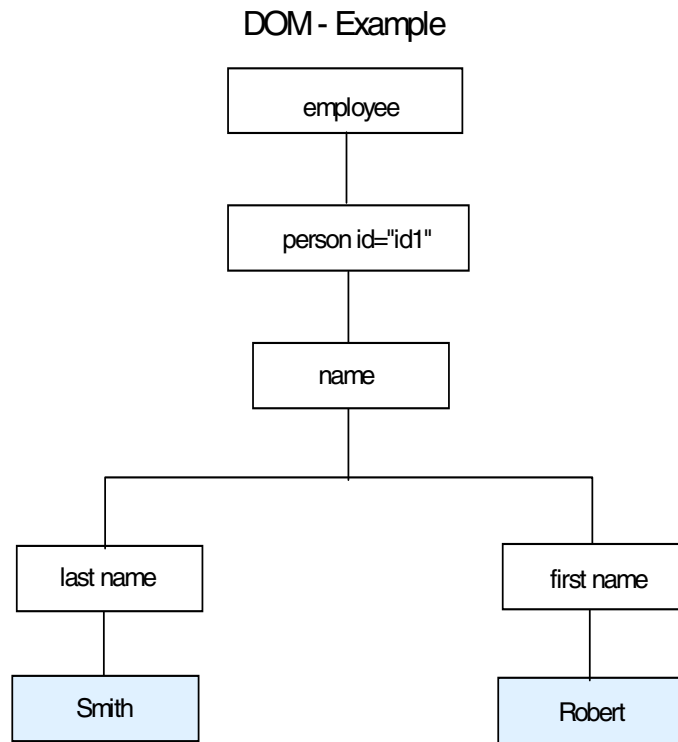 DOM - Example
employee
person id="id1"
name
last name
first name
Smith
Robert